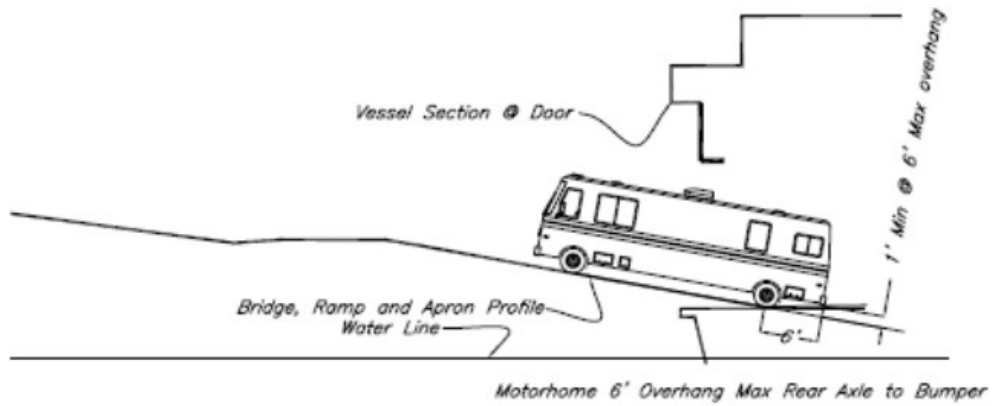 Vessel Section @ Door
1' Min @ 6' Max overhang
Bridge, Ramp and Apron Profile
Water Line
6'
Motorhome 6' Overhang Max Rear Axle to Bumper